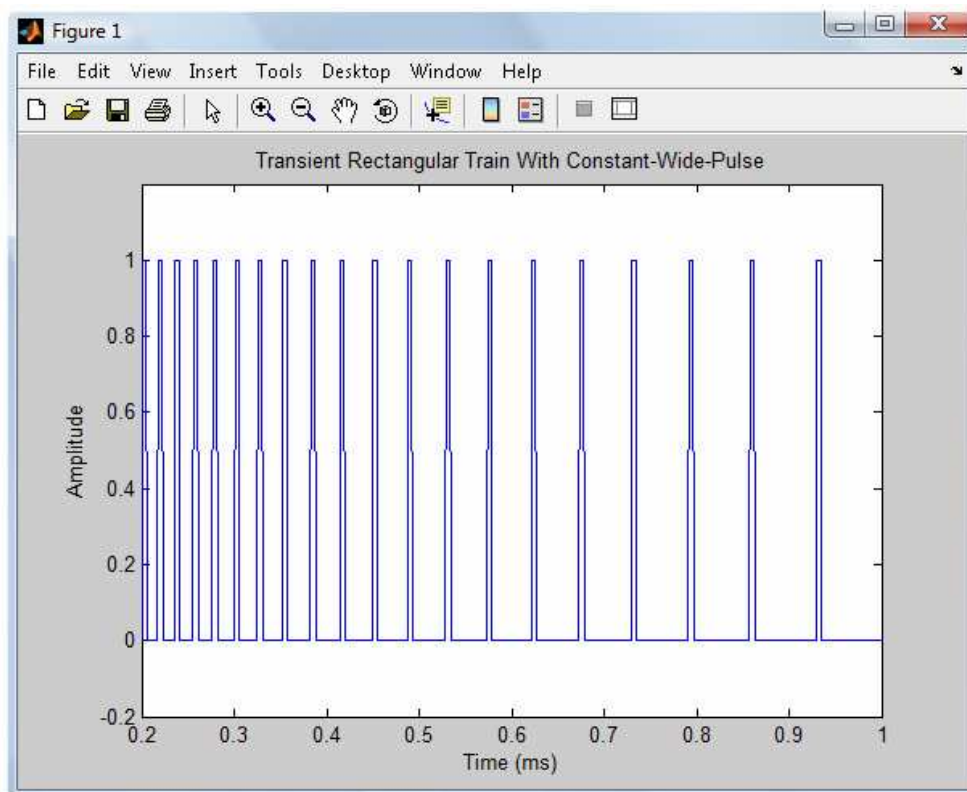 Figure 1
File Edit View Insert Tools Desktop Window Help
Transient Rectangular Train With Constant-Wide-Pulse
1
0.8
0.6
0.4
0.2
0
-0.2
Amplitude
0.2 0.3 0.4 0.5 0.6 0.7 0.8 0.9 1
Time (ms)